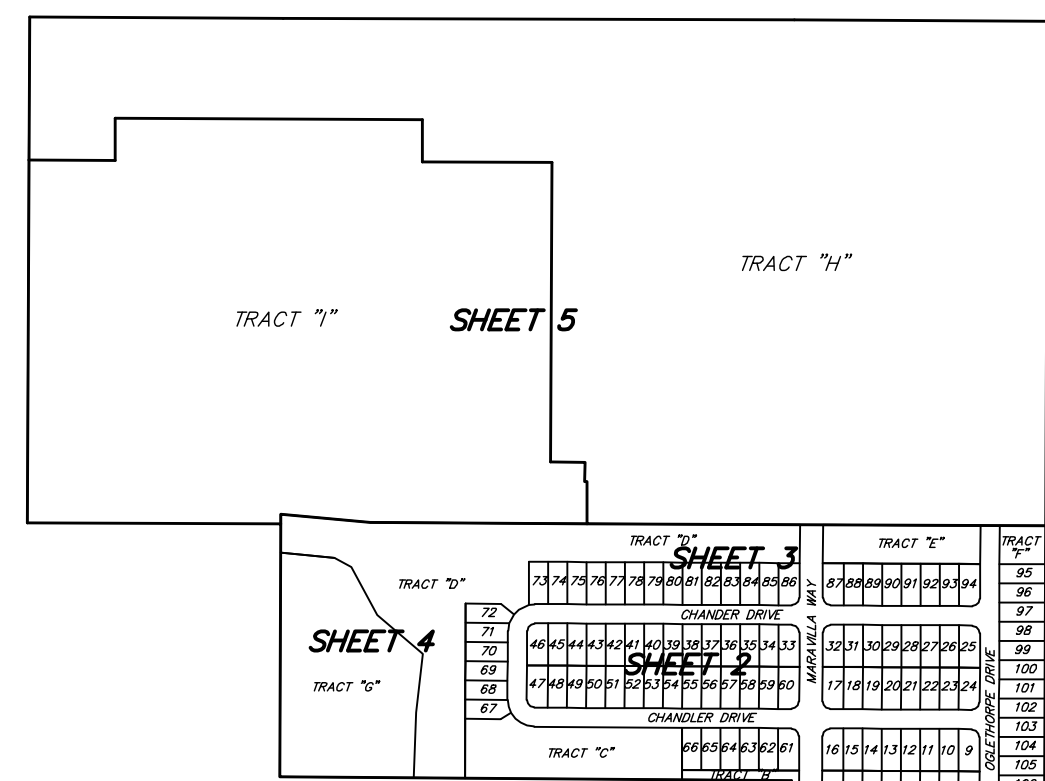 TRACT "H"
TRACT "I"
SHEET 5
TRACT "D"
SHEET 3
TRACT "E"
TRACT
"F"
TRACT "D"
73 74 75 76 77 78 79 80 81 82 83 84 85 86
87 88 89 90 91 92 93 94
95
96
97
98
99
100
101
102
103
104
105
72
71
70
69
68
67
CHANDER DRIVE
MARAVILLA WAY
OGLETHORPE DRIVE
SHEET 4
TRACT "G"
46 45 44 43 42 41 40 39 38 37 36 35 34 33
32 31 30 29 28 27 26 25
SHEET 2
47 48 49 50 51 52 53 54 55 56 57 58 59 60
17 18 19 20 21 22 23 24
CHANDLER DRIVE
TRACT "C"
66 65 64 63 62 61
16 15 14 13 12 11 10 9
TRACT "B"